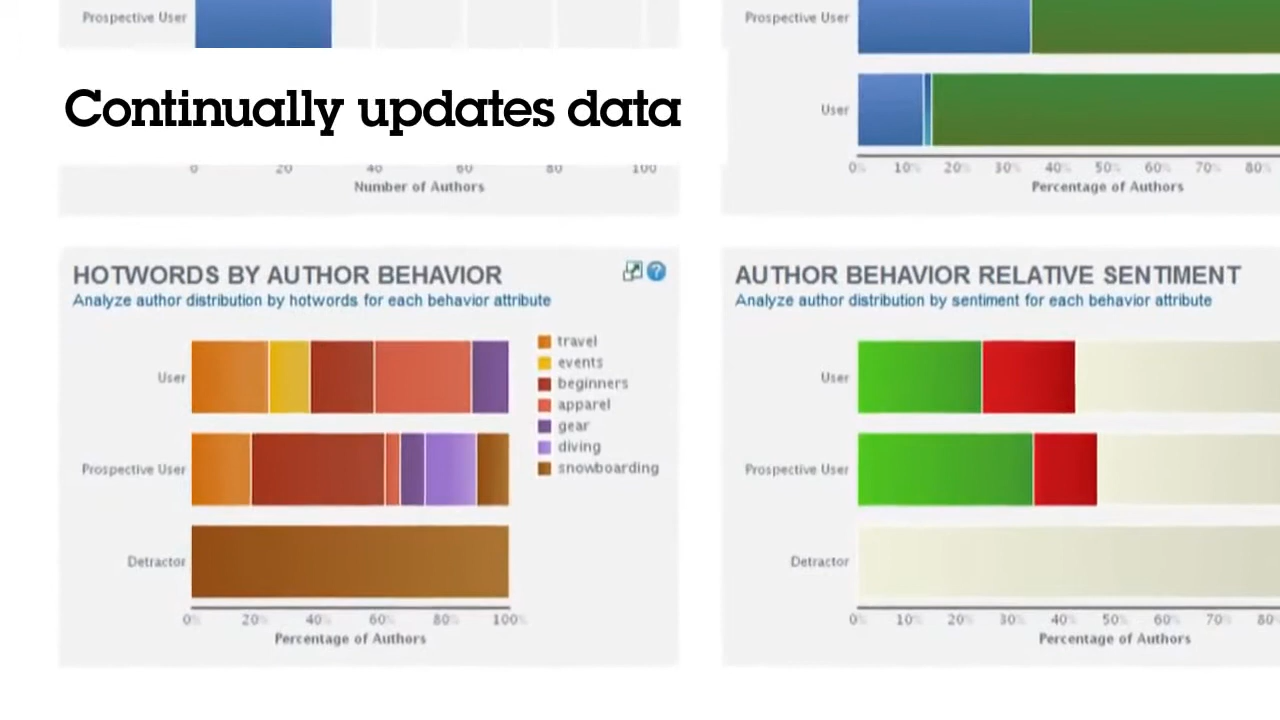 Prospective User
Prospective User
Continually updates data
User
0 20 40 60 80 100
0% 10% 20% 30% 40% 50% 60% 70% 80%
Number of Authors
Percentage of Authors
HOTWORDS BY AUTHOR BEHAVIOR
?
Analyze author distribution by hotwords for each behavior attribute
travel
events
beginners
apparel
gear
diving
snowboarding
User
Prospective User
Detractor
0% 20% 40% 60% 80% 100%
Percentage of Authors
AUTHOR BEHAVIOR RELATIVE SENTIMENT
Analyze author distribution by sentiment for each behavior attribute
User
Prospective User
Detractor
0% 10% 20% 30% 40% 50% 60% 70% 80%
Percentage of Authors